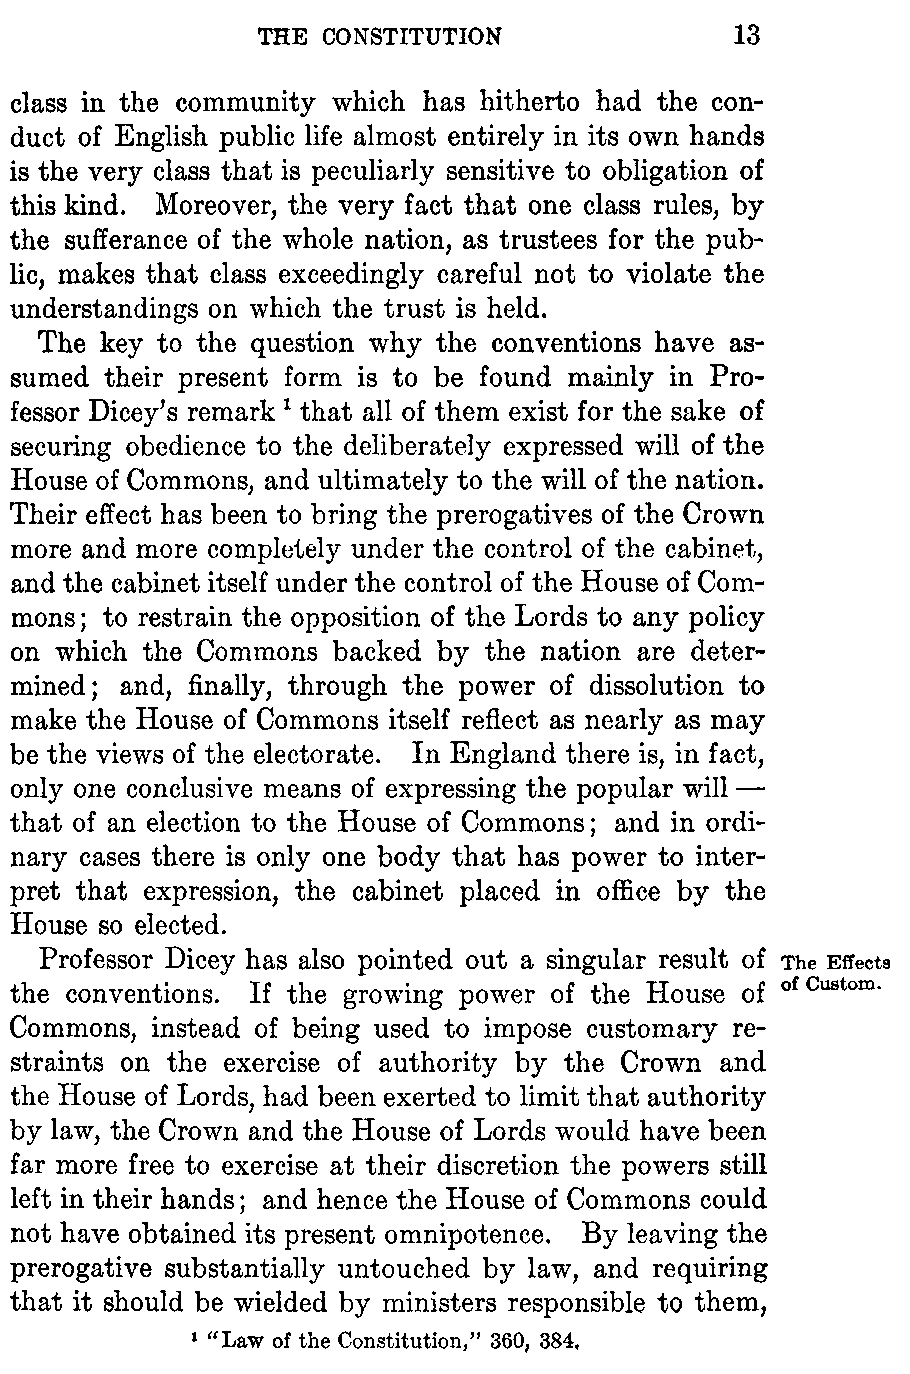 THE CONSTITUTION 13
class in the community which has hitherto had the con-
duct of English public life almost entirely in its own hands
is the very class that is peculiarly sensitive to obligation of
this kind. Moreover, the very fact that one class rules, by
the sufferance of the whole nation, as trustees for the pub-
lic, makes that class exceedingly careful not to violate the
understandings on which the trust is held.
The key to the question why the conventions have as-
sumed their present form is to be found mainly in Pro-
fessor Dicey's remark ¹ that all of them exist for the sake of
securing obedience to the deliberately expressed will of the
House of Commons, and ultimately to the will of the nation.
Their effect has been to bring the prerogatives of the Crown
more and more completely under the control of the cabinet,
and the cabinet itself under the control of the House of Com-
mons; to restrain the opposition of the Lords to any policy
on which the Commons backed by the nation are deter-
mined; and, finally, through the power of dissolution to
make the House of Commons itself reflect as nearly as may
be the views of the electorate. In England there is, in fact,
only one conclusive means of expressing the popular will —
that of an election to the House of Commons; and in ordi-
nary cases there is only one body that has power to inter-
pret that expression, the cabinet placed in office by the
House so elected.
Professor Dicey has also pointed out a singular result of
The Effects
of Custom.
the conventions. If the growing power of the House of
Commons, instead of being used to impose customary re-
straints on the exercise of authority by the Crown and
the House of Lords, had been exerted to limit that authority
by law, the Crown and the House of Lords would have been
far more free to exercise at their discretion the powers still
left in their hands; and hence the House of Commons could
not have obtained its present omnipotence. By leaving the
prerogative substantially untouched by law, and requiring
that it should be wielded by ministers responsible to them,
¹ "Law of the Constitution," 360, 384.